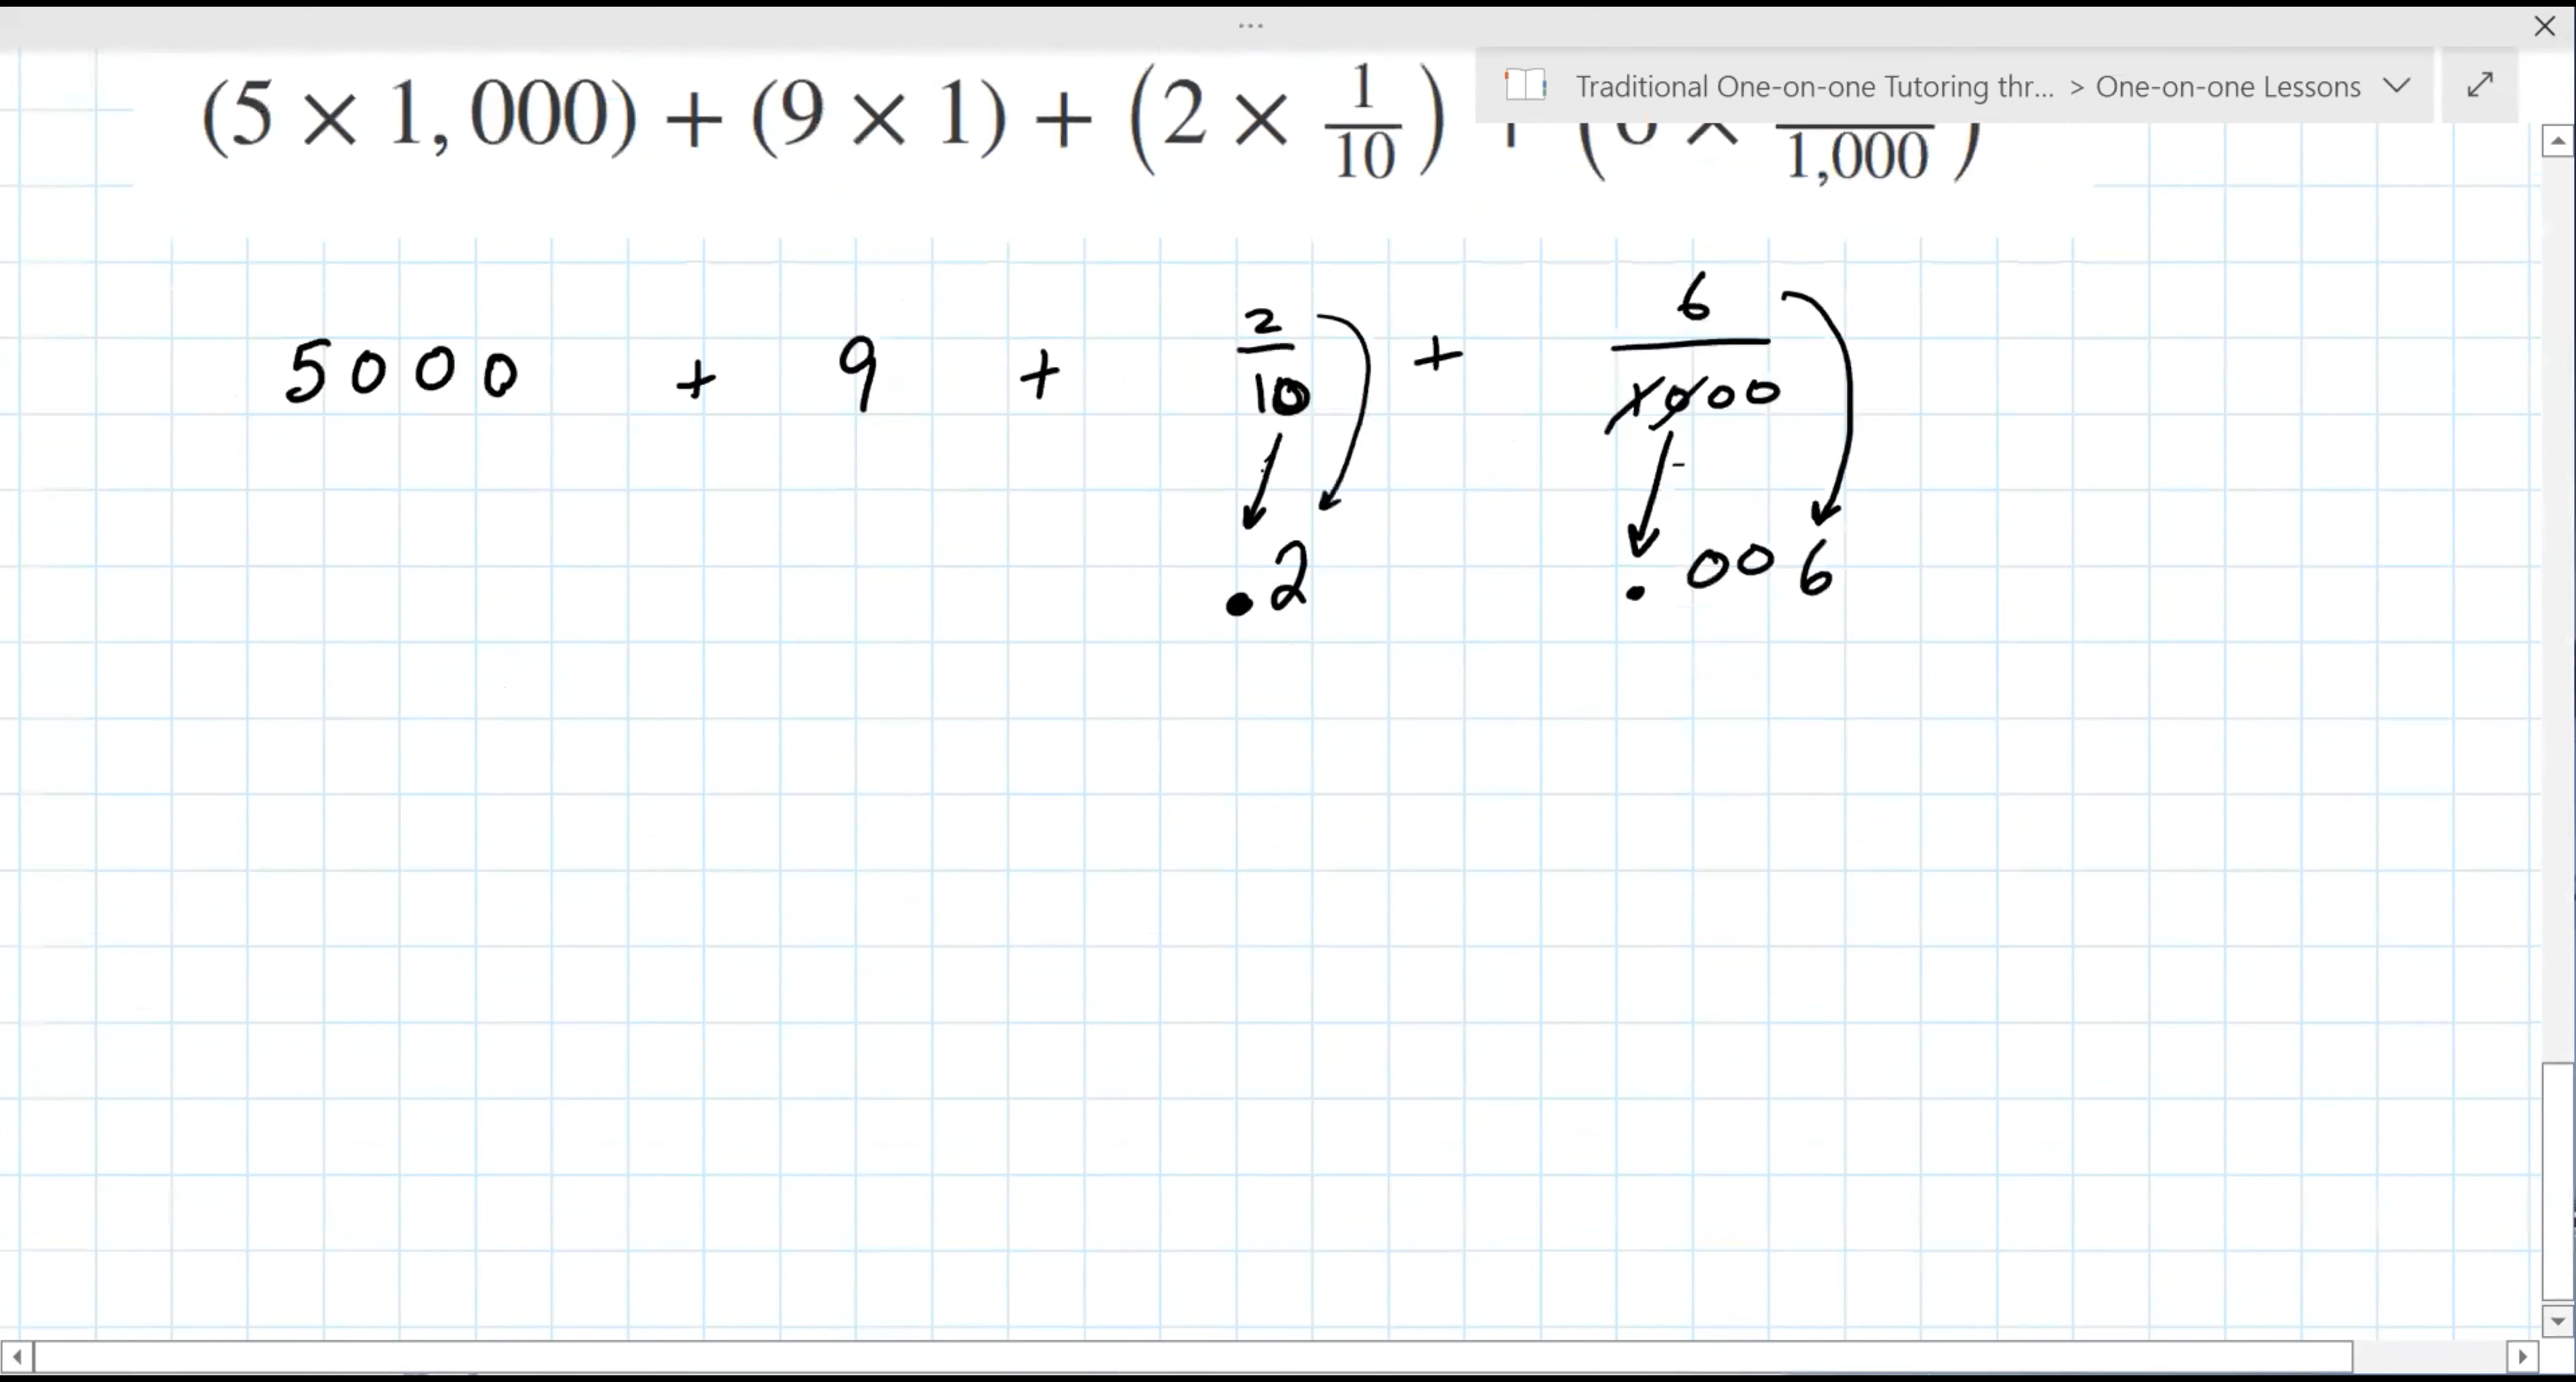 ...
Traditional One-on-one Tutoring thr... > One-on-one Lessons
(5 × 1, 000) + (9 × 1) + (2 × 1/10) + (6 × /1,000)
5000 + 9 + 2/10 + 6/1000
.2 .006